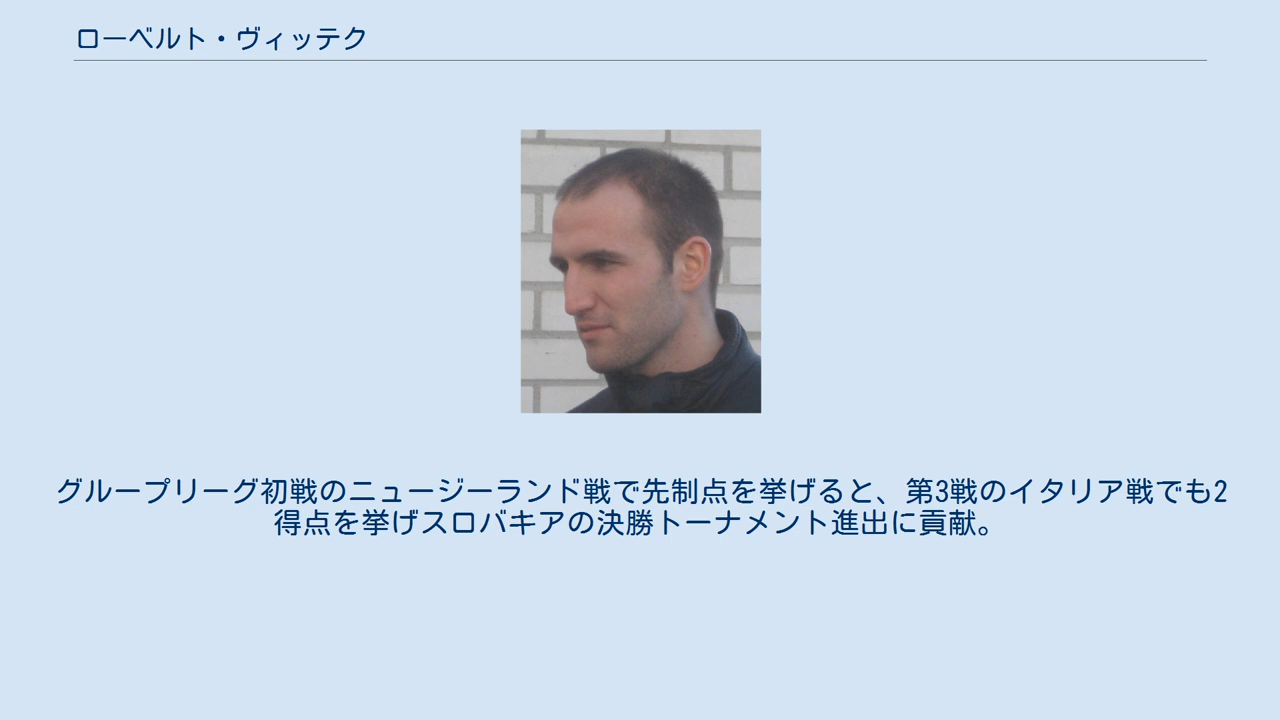 ローベルト・ヴィッテク
グループリーグ初戦のニュージーランド戦で先制点を挙げると、第3戦のイタリア戦でも2
得点を挙げスロバキアの決勝トーナメント進出に貢献。